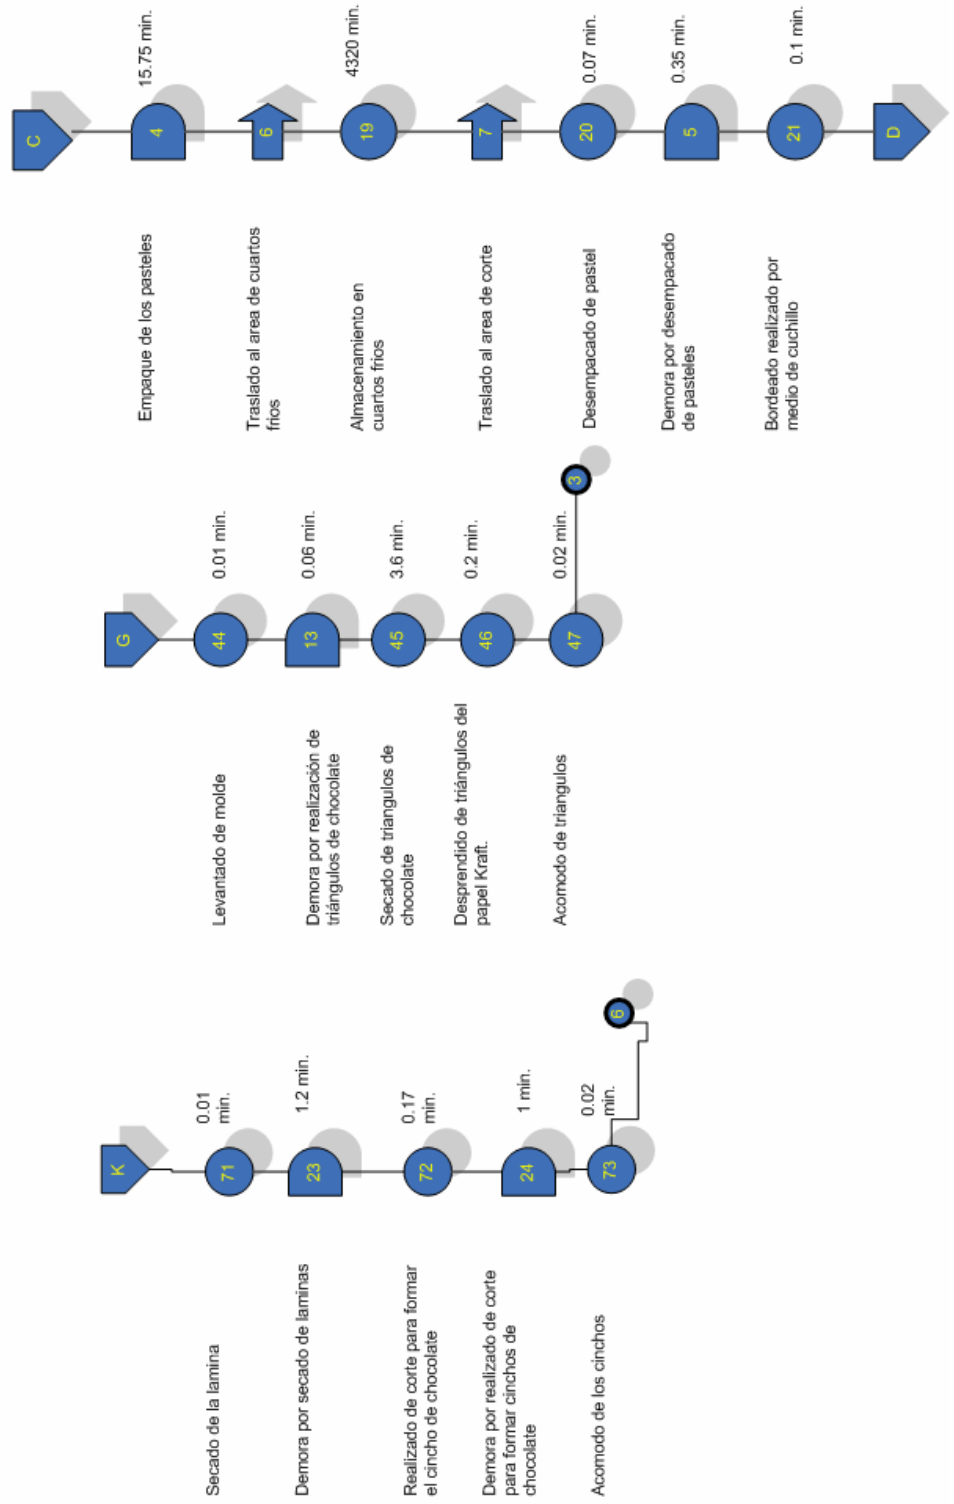 K
Secado de la lamina
71
0.01
min.
Demora por secado de laminas
23
1.2 min.
Realizado de corte para formar
el cincho de chocolate
72
0.17
min.
Demora por realizado de corte
para formar cinchos de
chocolate
24
1 min.
Acomodo de los cinchos
73
0.02
min.
6
G
Levantado de molde
44
0.01 min.
Demora por realización de
triángulos de chocolate
13
0.06 min.
Secado de triangulos de
chocolate
45
3.6 min.
Desprendido de triángulos del
papel Kraft.
46
0.2 min.
Acomodo de triangulos
47
0.02 min.
3
C
Empaque de los pasteles
4
15.75 min.
Traslado al area de cuartos
frios
6
Almacenamiento en
cuartos frios
19
4320 min.
Traslado al area de corte
7
Desempacado de pastel
20
0.07 min.
Demora por desempacado
de pasteles
5
0.35 min.
Bordeado realizado por
medio de cuchillo
21
0.1 min.
D